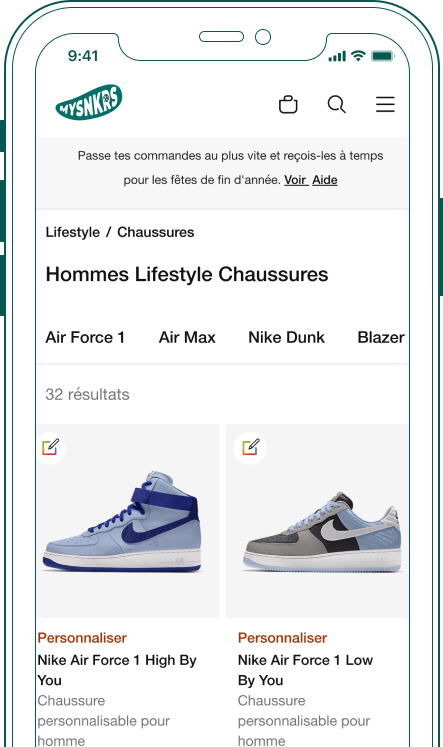 9:41
MYSNKRS
Passe tes commandes au plus vite et reçois-les à temps
pour les fêtes de fin d'année. Voir Aide
Lifestyle / Chaussures
Hommes Lifestyle Chaussures
Air Force 1 Air Max Nike Dunk Blazer
32 résultats
Personnaliser
Nike Air Force 1 High By
You
Chaussure
personnalisable pour
homme
Personnaliser
Nike Air Force 1 Low
By You
Chaussure
personnalisable pour
homme